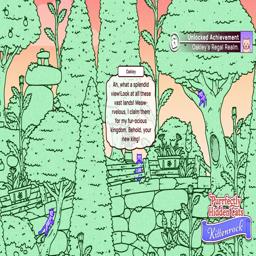 Unlocked Achievement
Oakley's Regal Realm
Oakley
Ah, what a splendid
view! Look at all these
vast lands! Meow-
rvelous, I claim them
for my fur-ocious
kingdom. Behold, your
new king!
Purrfectly
Hidden Cats
Kittenrock